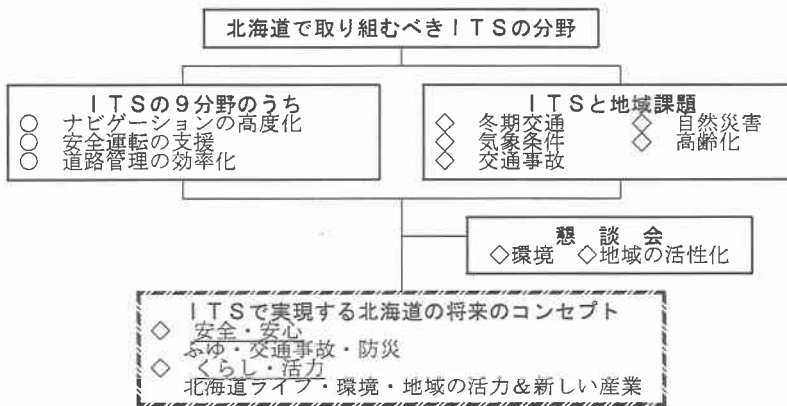 北海道で取り組むべきITSの分野
ITSの9分野のうち
○ ナビゲーションの高度化
○ 安全運転の支援
○ 道路管理の効率化
ITSと地域課題
◇ 冬期交通 ◇ 自然災害
◇ 気象条件 ◇ 高齢化
◇ 交通事故
懇 談 会
◇環境 ◇地域の活性化
ITSで実現する北海道の将来のコンセプト
◇ 安全・安心
ふゆ・交通事故・防災
◇ くらし・活力
北海道ライフ・環境・地域の活力&新しい産業